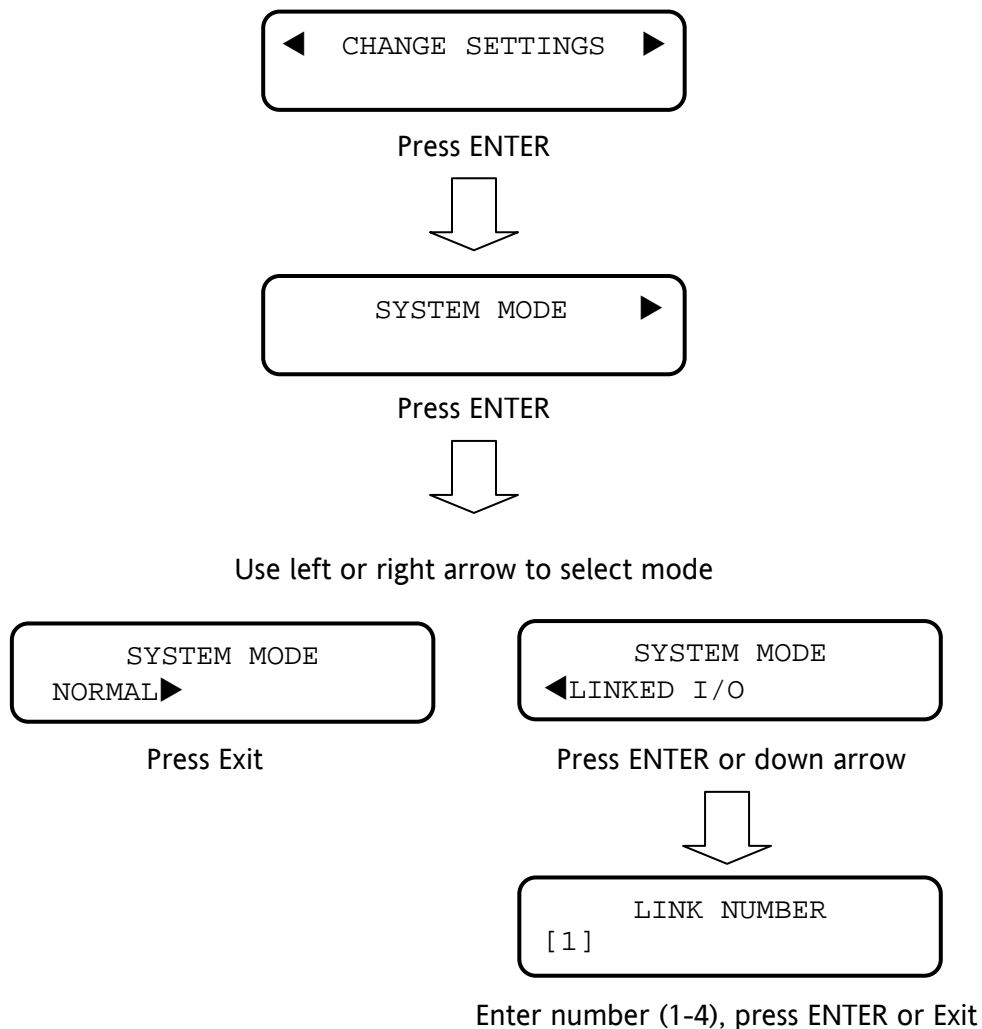 ◀ CHANGE SETTINGS ▶
Press ENTER
SYSTEM MODE ▶
Press ENTER
Use left or right arrow to select mode
SYSTEM MODE
NORMAL▶
Press Exit
SYSTEM MODE
◀LINKED I/O
Press ENTER or down arrow
LINK NUMBER
[1]
Enter number (1-4), press ENTER or Exit